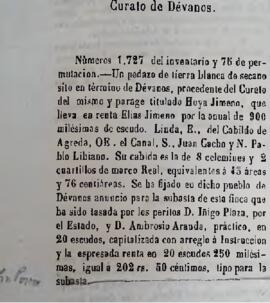 Curato de Dévanos.
Números 1,727 del inventario y 76 de per-
mutacion.—Un pedazo de tierra blanca de secano
sito en término de Dévanos, procedente del Curato
del mismo y parage titulado Hoya Jimeno, que
lleva en renta Elias Jimeno por la anual de 900
milésimas de escudo. Linda, E., del Cabildo de
Agreda, OE. el Canal, S., Juan Cacho y N. Pa-
blo Libiano. Su cabida es la de 8 celemines y 2
cuartillos de marco Real, equivalentes á 45 áreas
y 76 centiáreas. Se ha fijado en dicho pueblo de
Dévanos anuncio para la subasta de esta finca que
ha sido tasada por los peritos D. Iñigo Plaza, por
el Estado, y D. Ambrosio Aranda, práctico, en
20 escudos, capitalizada con arreglo á Instruccion
y la espresada renta en 20 escudos 250 milési-
mas, igual á 202 rs. 50 céntimos, tipo para la
subasta.